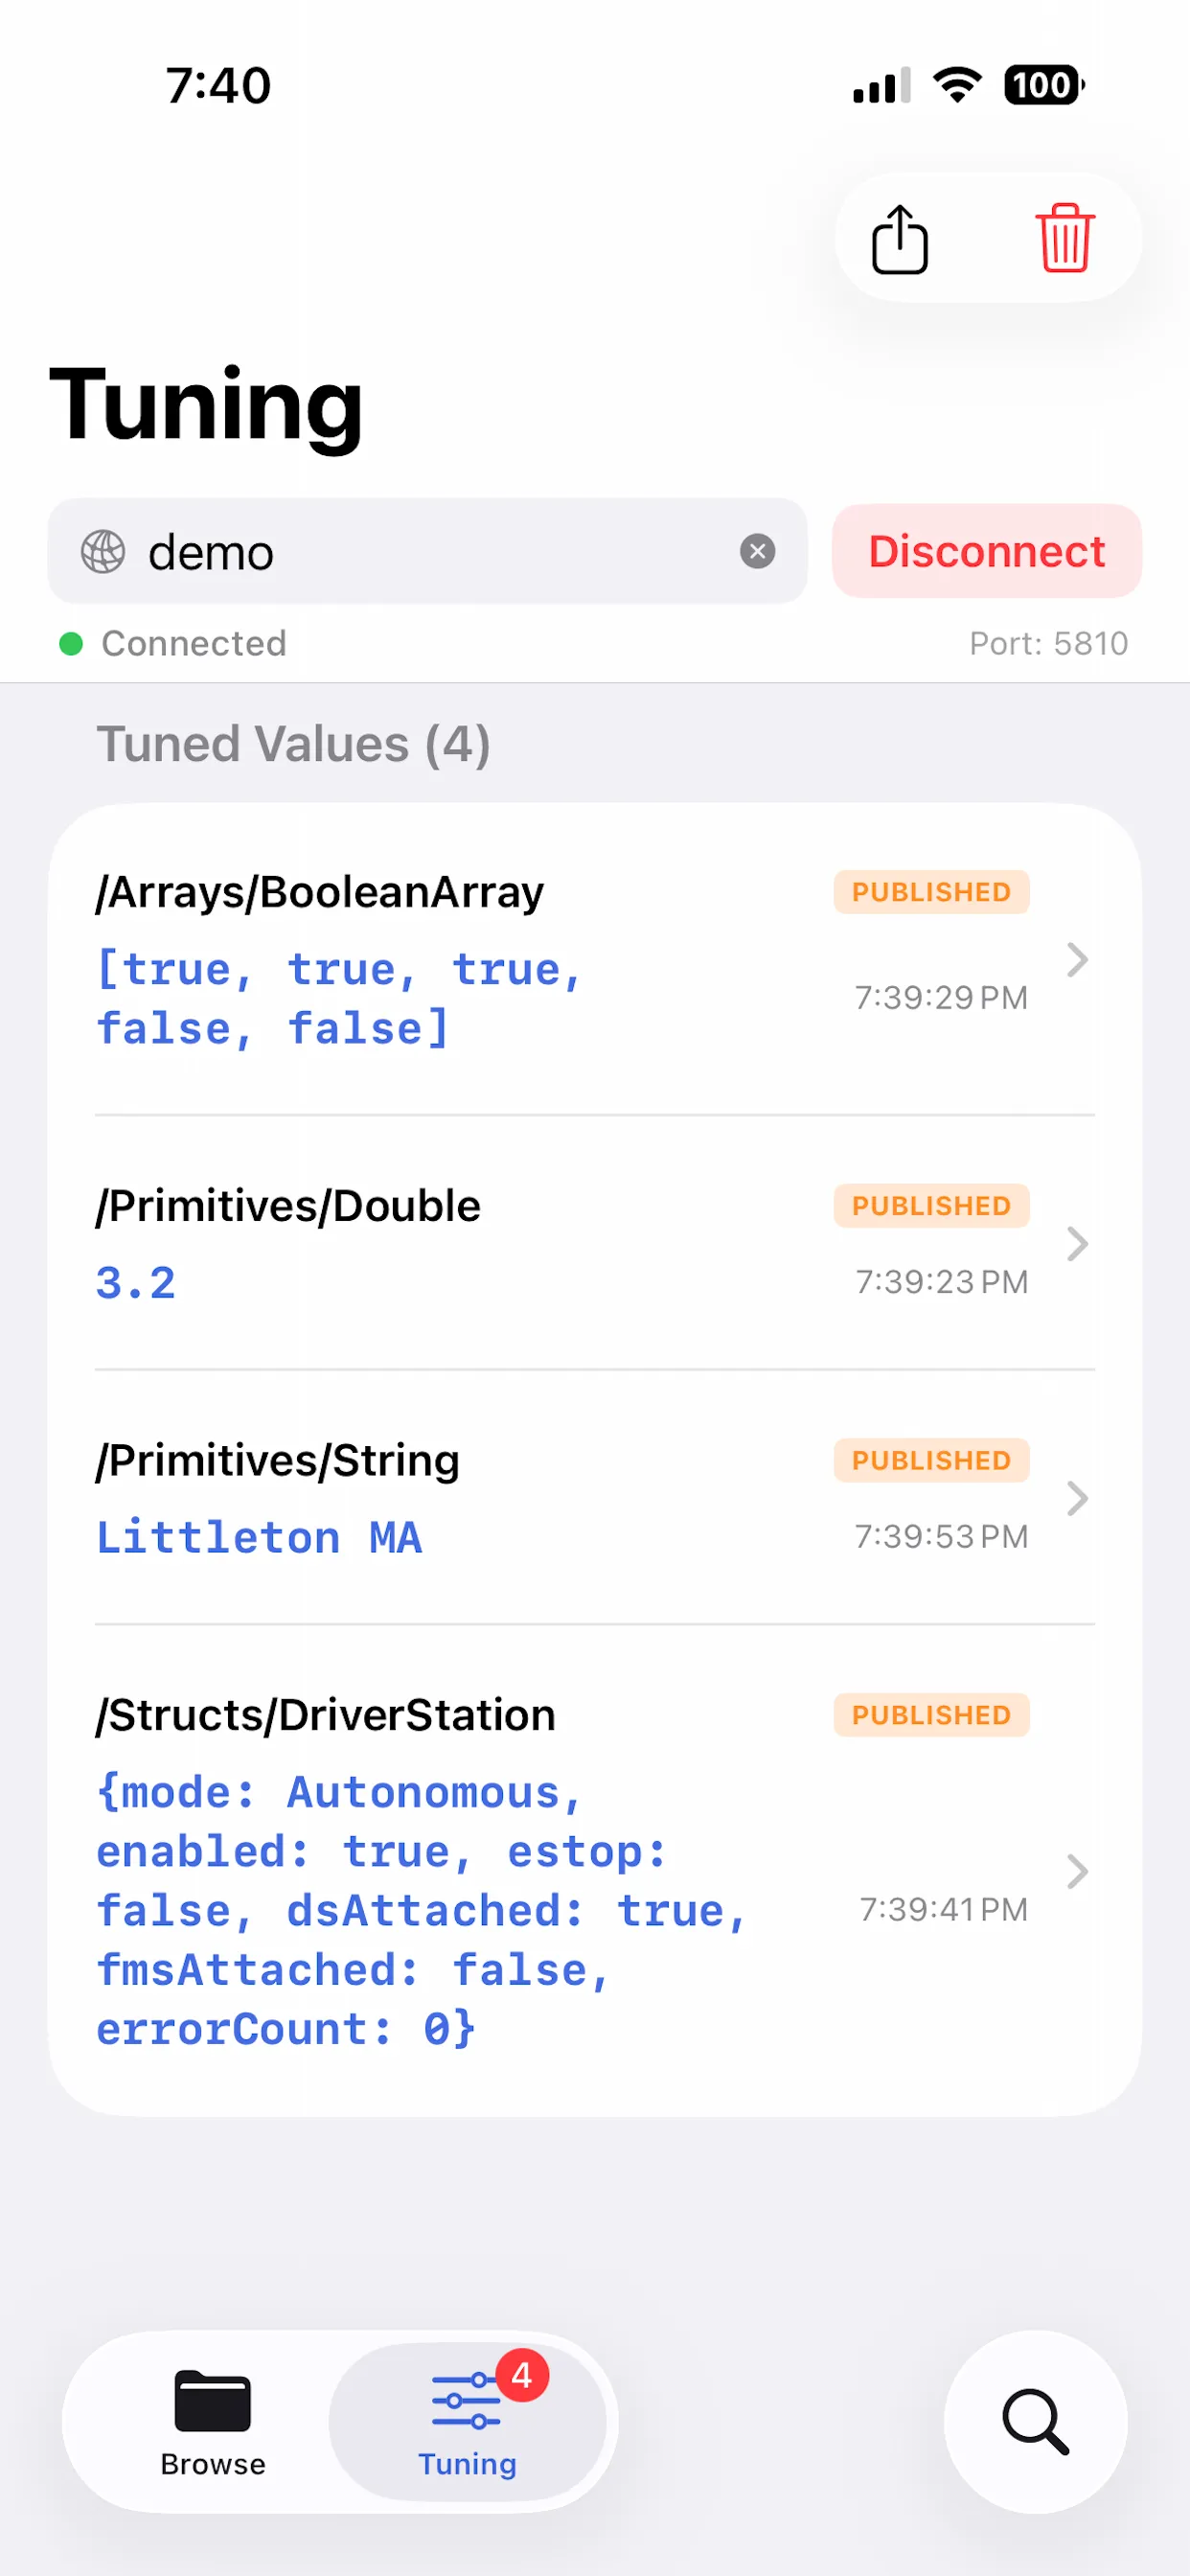 7:40
100
Tuning
demo
Disconnect
Connected
Port: 5810
Tuned Values (4)
/Arrays/BooleanArray
PUBLISHED
[true, true, true,
false, false]
7:39:29 PM
/Primitives/Double
PUBLISHED
3.2
7:39:23 PM
/Primitives/String
PUBLISHED
Littleton MA
7:39:53 PM
/Structs/DriverStation
PUBLISHED
{mode: Autonomous,
enabled: true, estop:
false, dsAttached: true,
fmsAttached: false,
errorCount: 0}
7:39:41 PM
4
Browse
Tuning